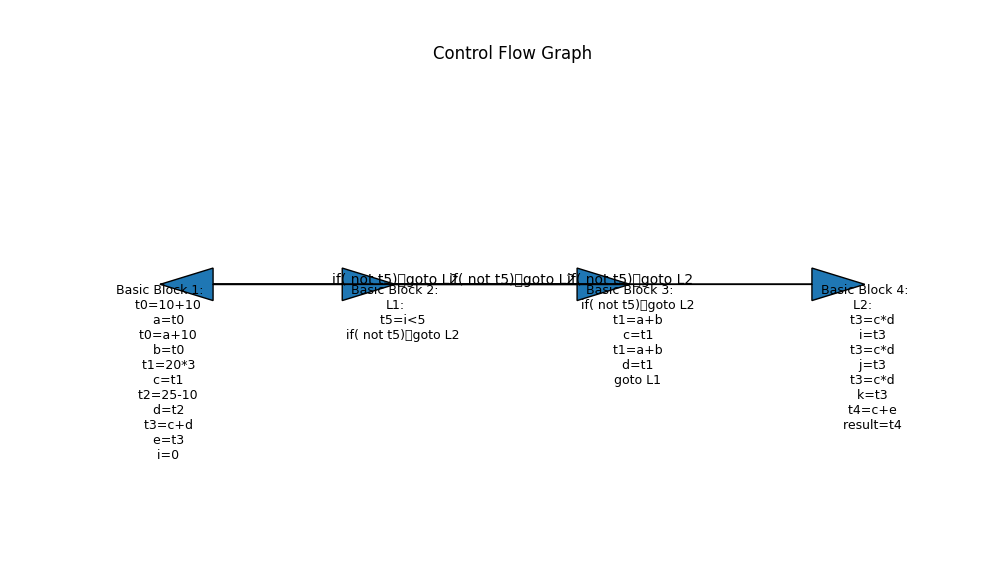 Control Flow Graph
if( not t5) goto L2
if( not t5) goto L2
if( not t5) goto L2
Basic Block 1:
t0=10+10
a=t0
t0=a+10
b=t0
t1=20*3
c=t1
t2=25-10
d=t2
t3=c+d
e=t3
i=0
Basic Block 2:
L1:
t5=i<5
if( not t5) goto L2
Basic Block 3:
if( not t5) goto L2
t1=a+b
c=t1
t1=a+b
d=t1
goto L1
Basic Block 4:
L2:
t3=c*d
i=t3
t3=c*d
j=t3
t3=c*d
k=t3
t4=c+e
result=t4